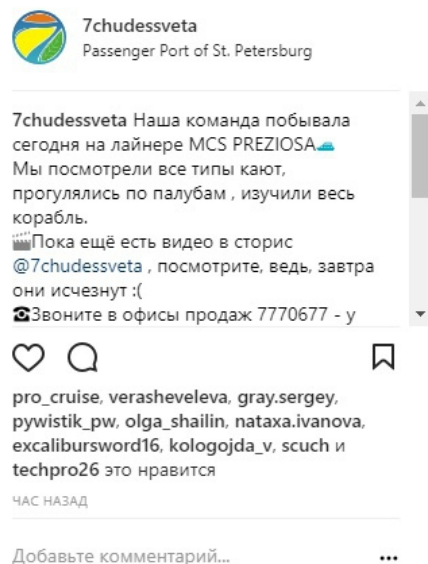 7chudessveta
Passenger Port of St. Petersburg
7chudessveta Наша команда побывала
сегодня на лайнере MCS PREZIOSA🚢
Мы посмотрели все типы кают,
прогулялись по палубам , изучили весь
корабль.
🎬Пока ещё есть видео в сторис
@7chudessveta , посмотрите, ведь, завтра
они исчезнут :(
☎Звоните в офисы продаж 7770677 - у
pro_cruise, verasheveleva, gray.sergey,
pywistik_pw, olga_shailin, nataxa.ivanova,
excalibursword16, kologojda_v, scuch и
techpro26 это нравится
ЧАС НАЗАД
Добавьте комментарий...